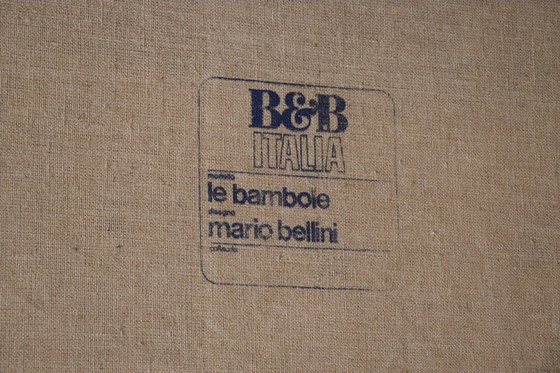 B&B
ITALIA
modello
le bambole
disegno
mario bellini
collaudo